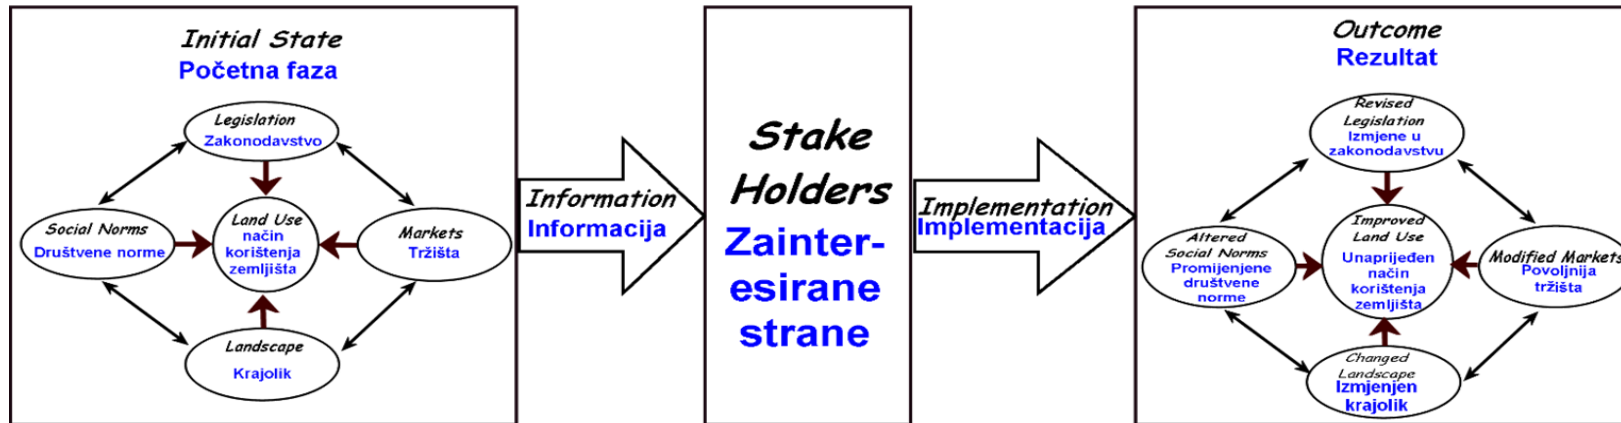 Initial State
Početna faza
Legislation
Zakonodavstvo
Social Norms
Društvene norme
Land Use
način
korištenja
zemljišta
Markets
Tržišta
Landscape
Krajolik
Information
Informacija
Stake
Holders
Zainter-
esirane
strane
Implementation
Implementacija
Outcome
Rezultat
Revised
Legislation
Izmjene u
zakonodavstvu
Altered
Social Norms
Promijenjene
društvene
norme
Improved
Land Use
Unaprijeđen
način
korištenja
zemljišta
Modified Markets
Povoljnija
tržišta
Changed
Landscape
Izmjenjen
krajolik